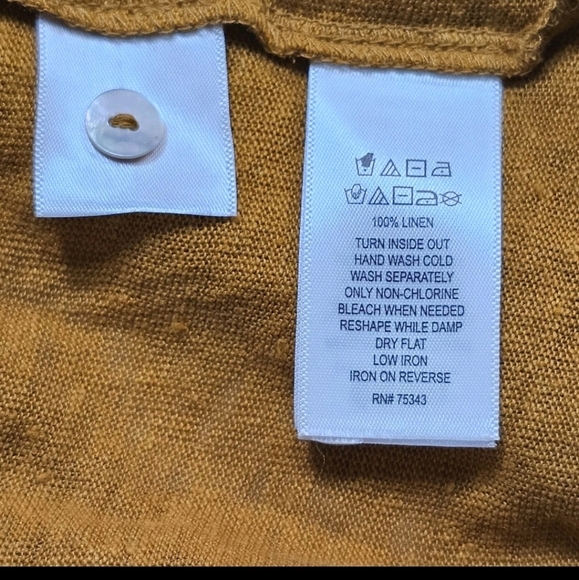 100% LINEN
TURN INSIDE OUT
HAND WASH COLD
WASH SEPARATELY
ONLY NON-CHLORINE
BLEACH WHEN NEEDED
RESHAPE WHILE DAMP
DRY FLAT
LOW IRON
IRON ON REVERSE
RN# 75343